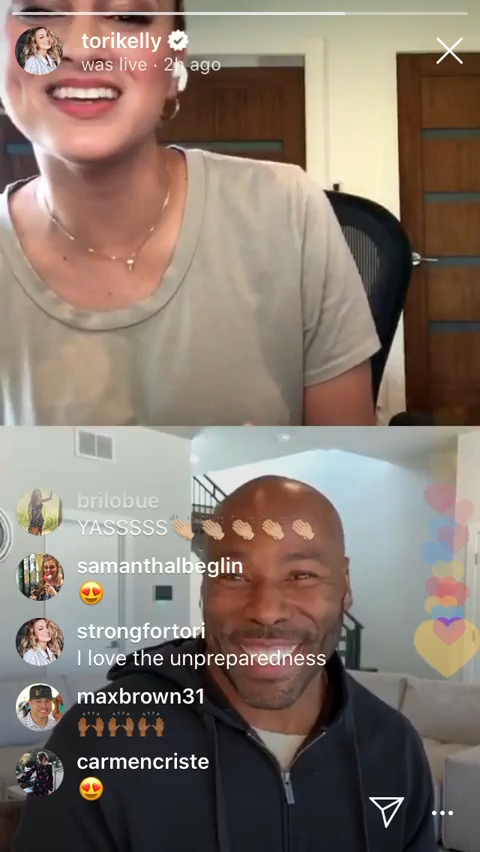 torikelly
was live · 2h ago
brilobue
YASSSSS👏🏼👏🏼👏🏼👏🏼👏🏼
samanthalbeglin
😍
strongfortori
I love the unpreparedness
maxbrown31
🙌🏾🙌🏾🙌🏾
carmencriste
😍